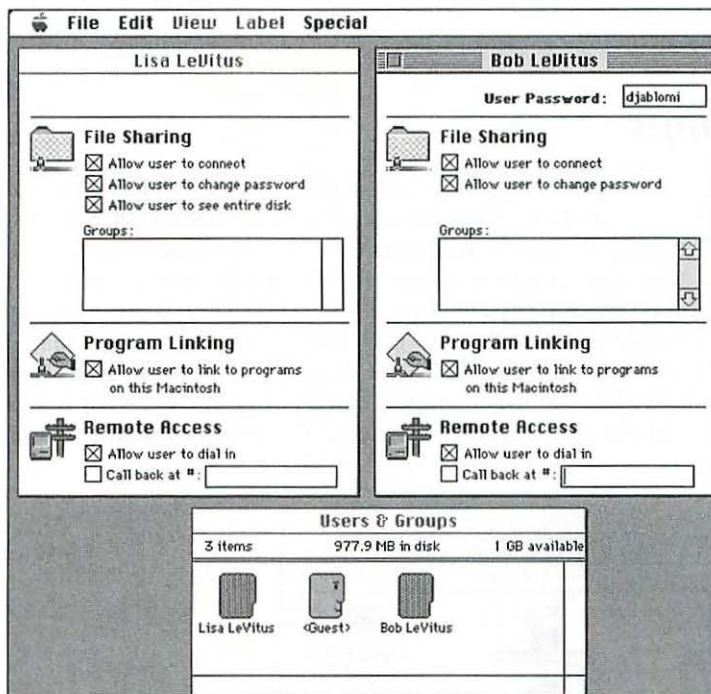 File Edit View Label Special
Lisa LeVitus
File Sharing
Allow user to connect
Allow user to change password
Allow user to see entire disk
Groups:
Program Linking
Allow user to link to programs
on this Macintosh
Remote Access
Allow user to dial in
Call back at #:
Bob LeVitus
User Password: djablomi
File Sharing
Allow user to connect
Allow user to change password
Groups:
Program Linking
Allow user to link to programs
on this Macintosh
Remote Access
Allow user to dial in
Call back at #:
Users & Groups
3 items 977.9 MB in disk 1 GB available
Lisa LeVitus <Guest> Bob LeVitus